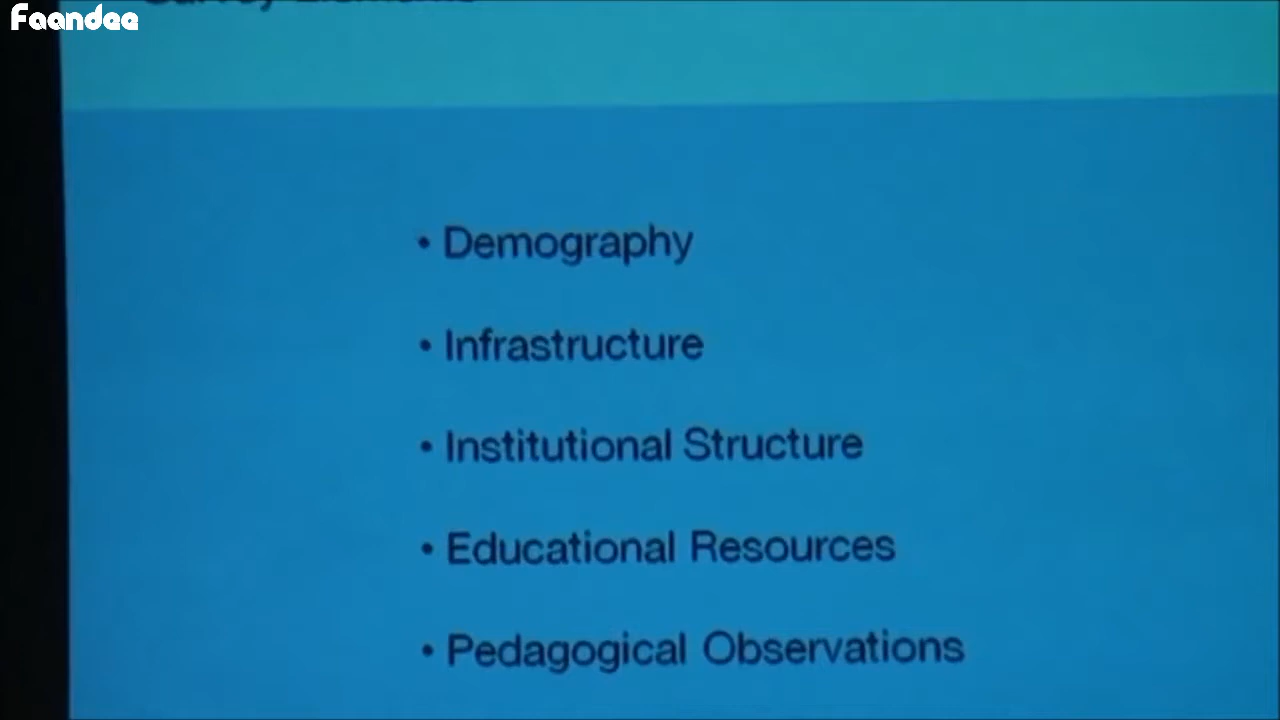 Faandee
• Demography
• Infrastructure
• Institutional Structure
• Educational Resources
• Pedagogical Observations